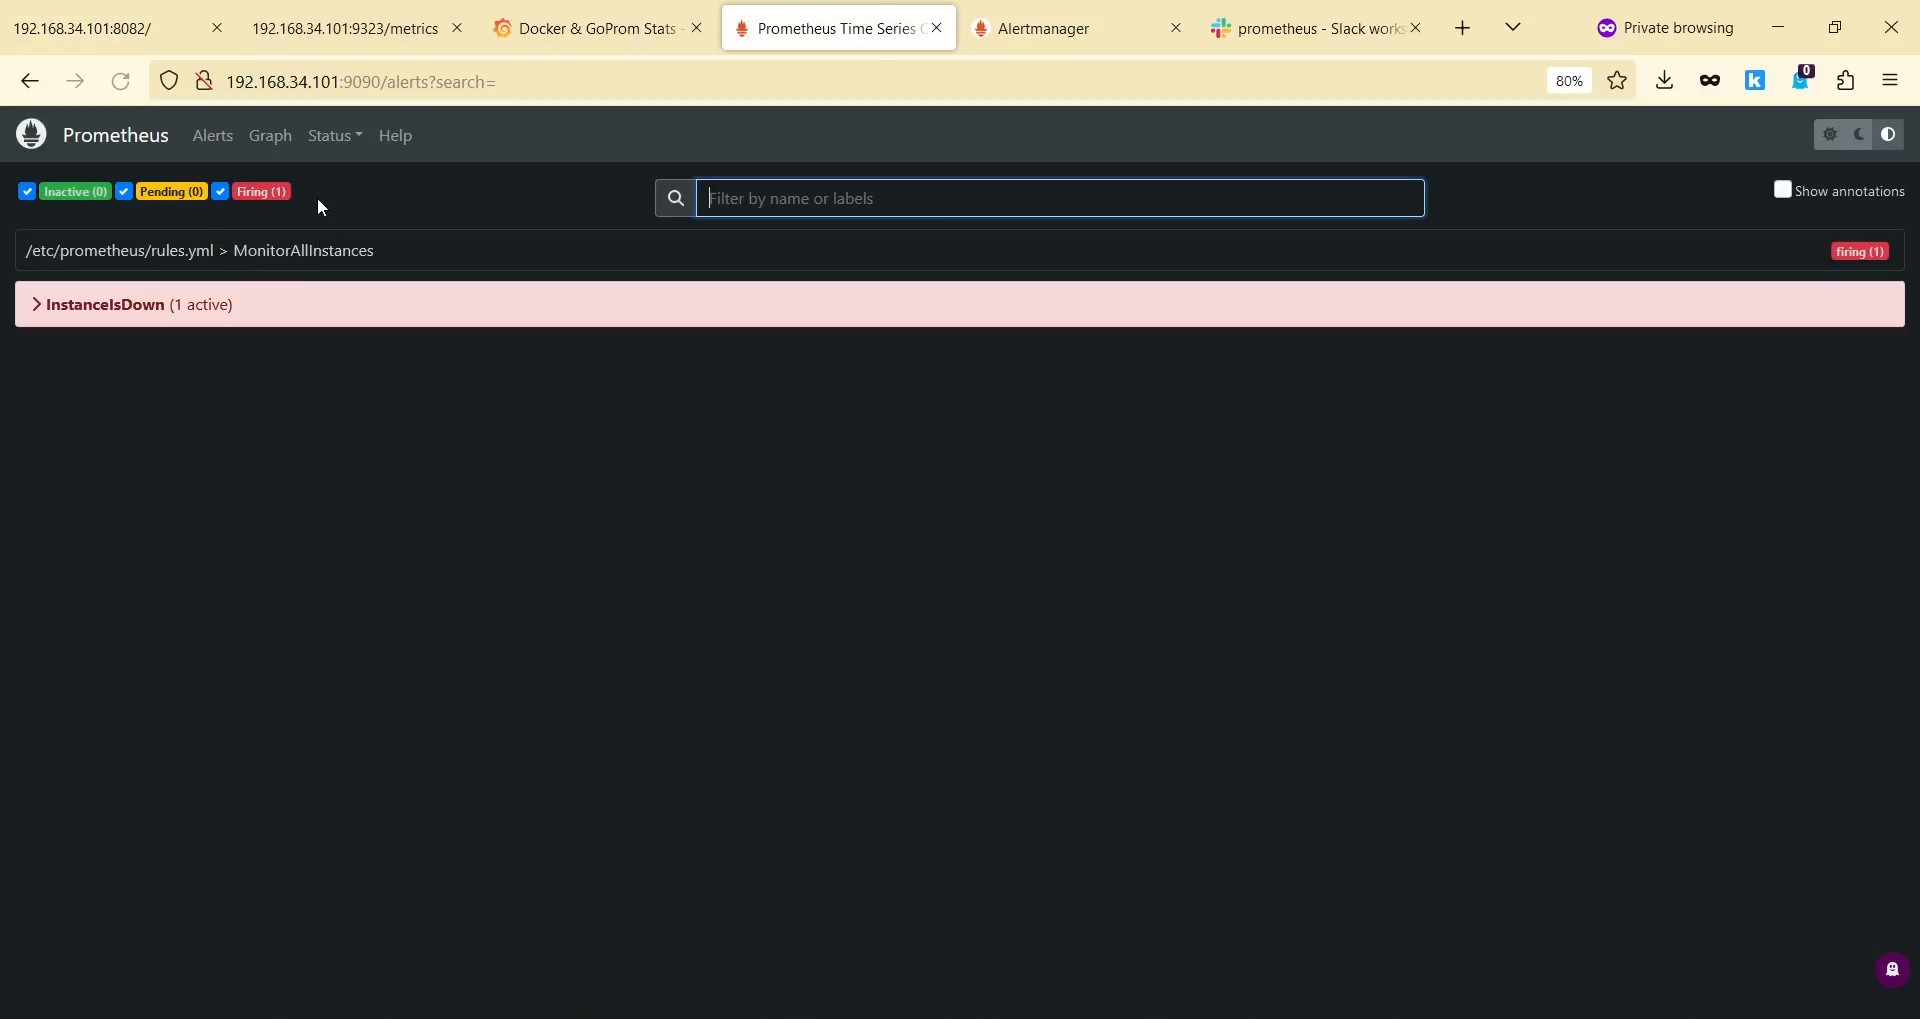 192.168.34.101:8082/
192.168.34.101:9323/metrics
Docker & GoProm Stats -
Prometheus Time Series C
Alertmanager
prometheus - Slack works
Private browsing
192.168.34.101:9090/alerts?search=
80%
k
0
Prometheus
Alerts
Graph
Status
Help
Inactive (0)
Pending (0)
Firing (1)
Filter by name or labels
Show annotations
/etc/prometheus/rules.yml > MonitorAllInstances
firing (1)
InstanceIsDown (1 active)